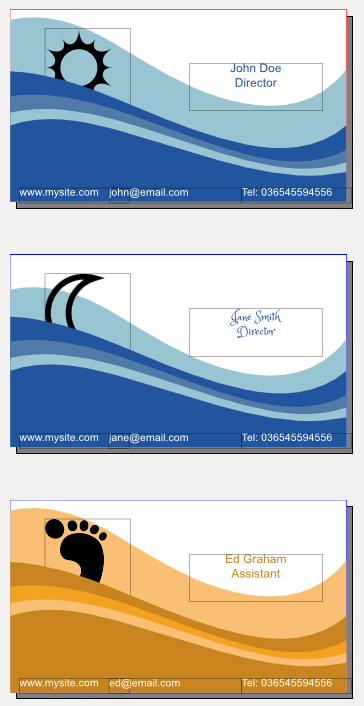 John Doe
Director
www.mysite.com john@email.com Tel: 036545594556
Jane Smith
Director
www.mysite.com jane@email.com Tel: 036545594556
Ed Graham
Assistant
www.mysite.com ed@email.com Tel: 036545594556